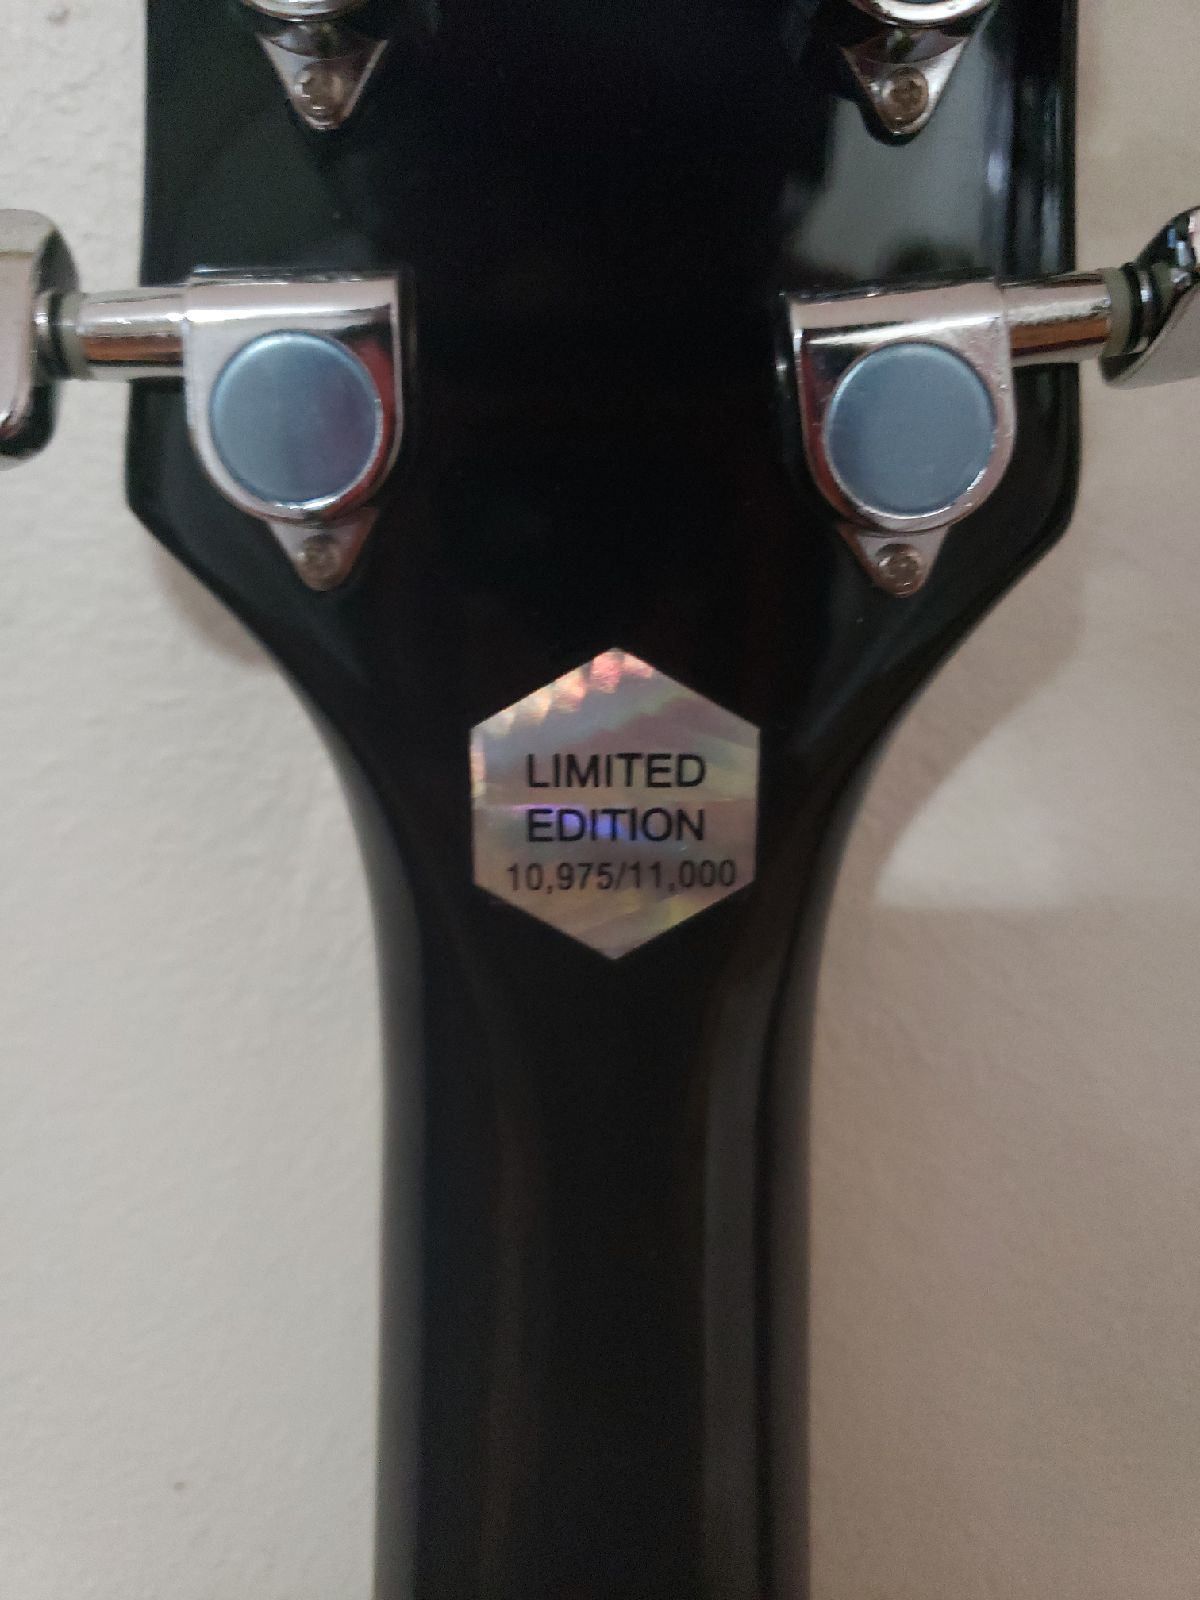 LIMITED
EDITION
10,975/11,000